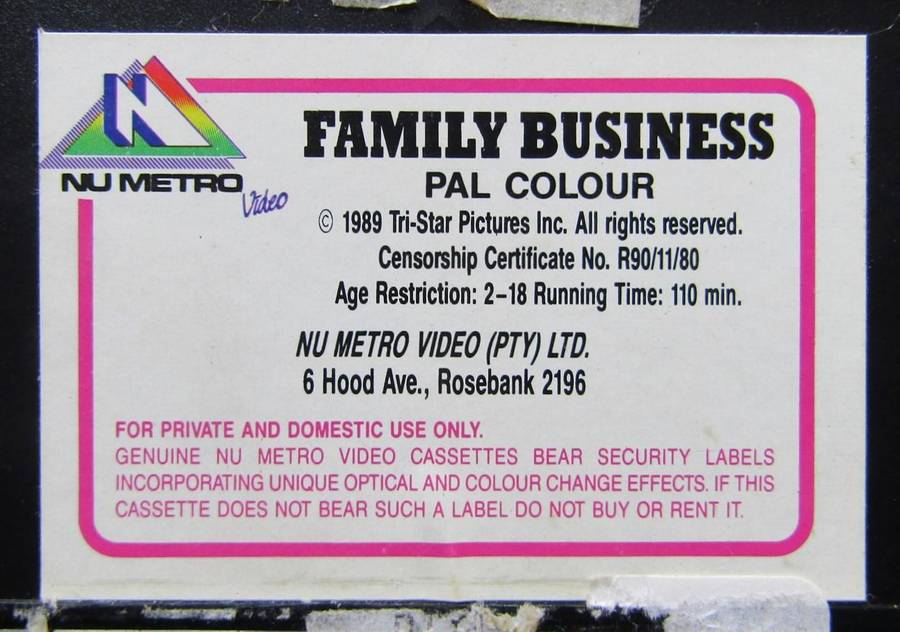 N
NU METRO
Video
FAMILY BUSINESS
PAL COLOUR
© 1989 Tri-Star Pictures Inc. All rights reserved.
Censorship Certificate No. R90/11/80
Age Restriction: 2-18 Running Time: 110 min.
NU METRO VIDEO (PTY) LTD.
6 Hood Ave., Rosebank 2196
FOR PRIVATE AND DOMESTIC USE ONLY.
GENUINE NU METRO VIDEO CASSETTES BEAR SECURITY LABELS
INCORPORATING UNIQUE OPTICAL AND COLOUR CHANGE EFFECTS. IF THIS
CASSETTE DOES NOT BEAR SUCH A LABEL DO NOT BUY OR RENT IT.